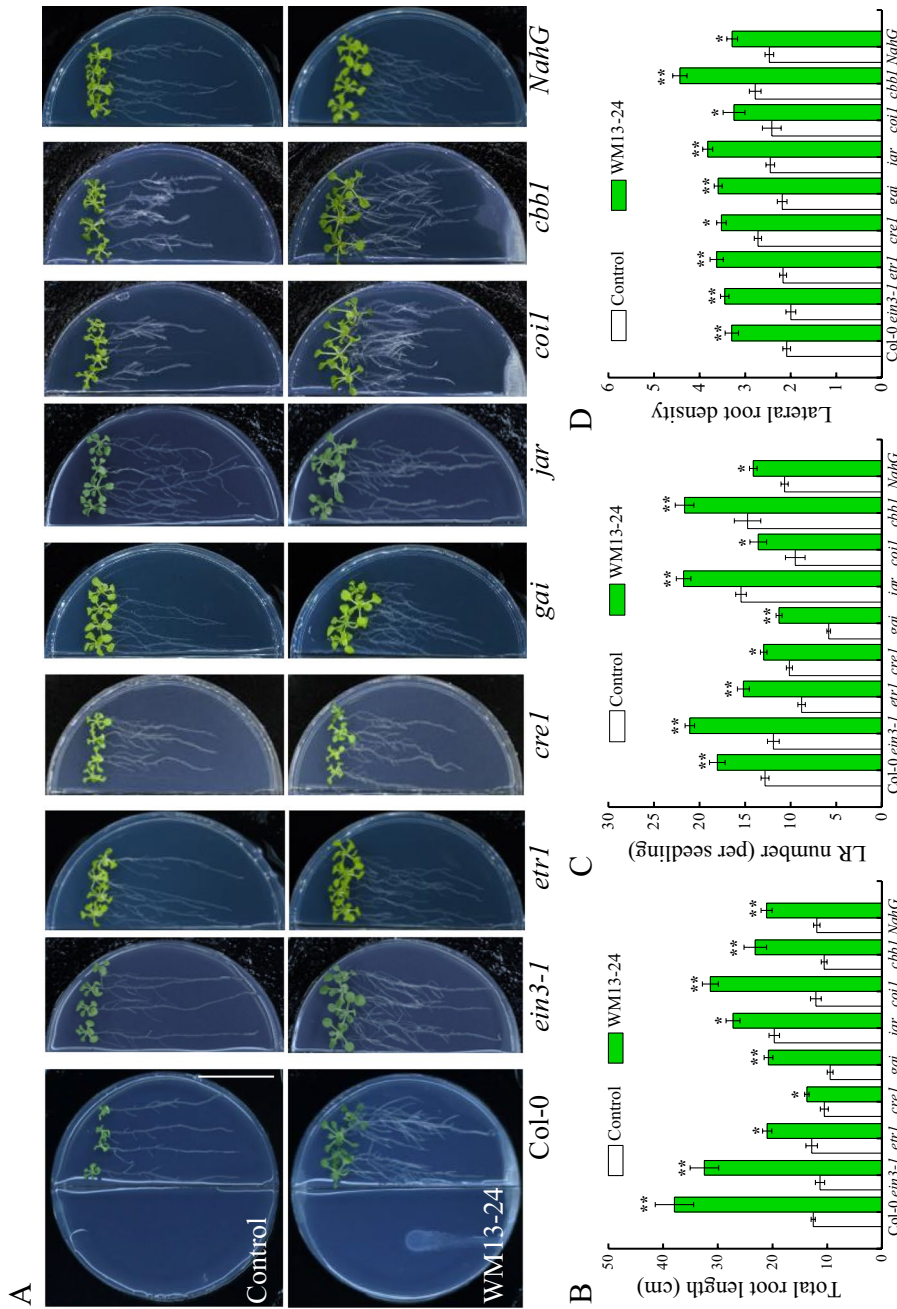 A
Control
WM13-24
Col-0 ein3-1 etr1 cre1 gai jar coi1 cbb1 NahG
B
Total root length (cm)
50
40
30
20
10
0
Control WM13-24
** ** * * ** * ** ** **
Col-0 ein3-1 etr1 cre1 gai jar coi1 cbb1 NahG
C
LR number (per seedling)
30
25
20
15
10
5
0
Control WM13-24
** ** ** * ** ** * ** *
Col-0 ein3-1 etr1 cre1 gai jar coi1 cbb1 NahG
D
Lateral root density
6
5
4
3
2
1
0
Control WM13-24
** ** ** * ** ** * ** *
Col-0 ein3-1 etr1 cre1 gai jar coi1 cbb1 NahG